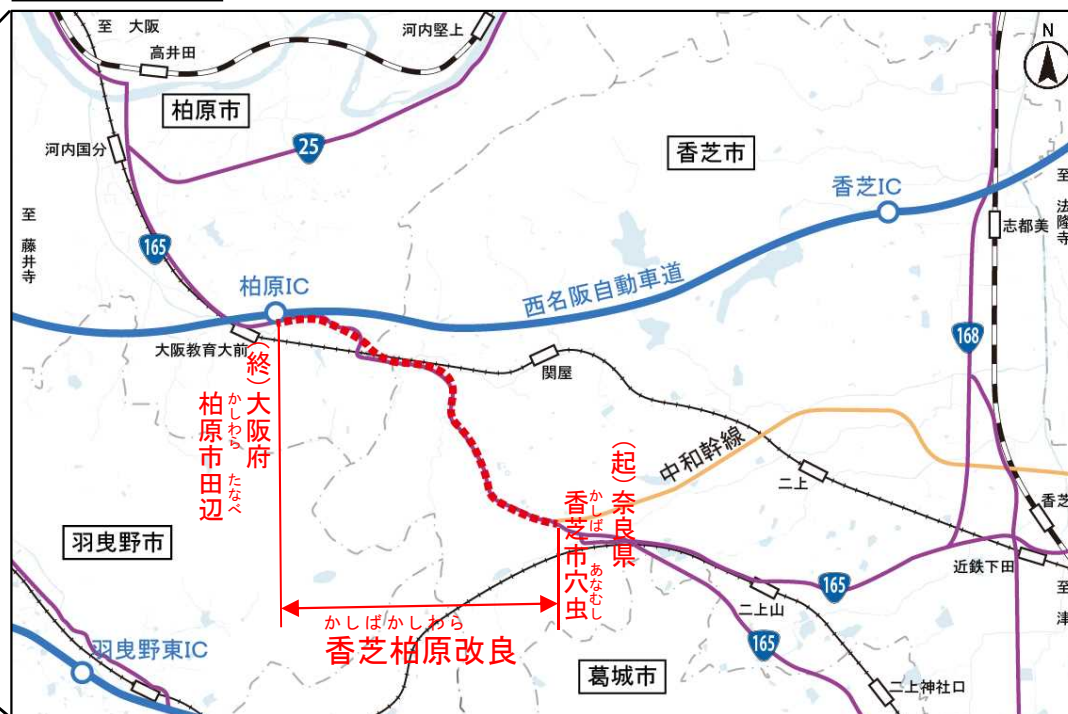 至 大阪
高井田
河内堅上
N
柏原市
河内国分
25
香芝市
香芝IC
至 法隆寺
志都美
至 藤井寺
165
柏原IC
西名阪自動車道
168
大阪教育大前
関屋
(終)大阪府
かしわら たなべ
柏原市田辺
(起)奈良県
かしば あなむし
香芝市穴虫
中和幹線
二上
香芝
羽曳野市
近鉄下田
165
二上山
至 津
かしばかしわら
香芝柏原改良
165
羽曳野東IC
葛城市
二上神社口